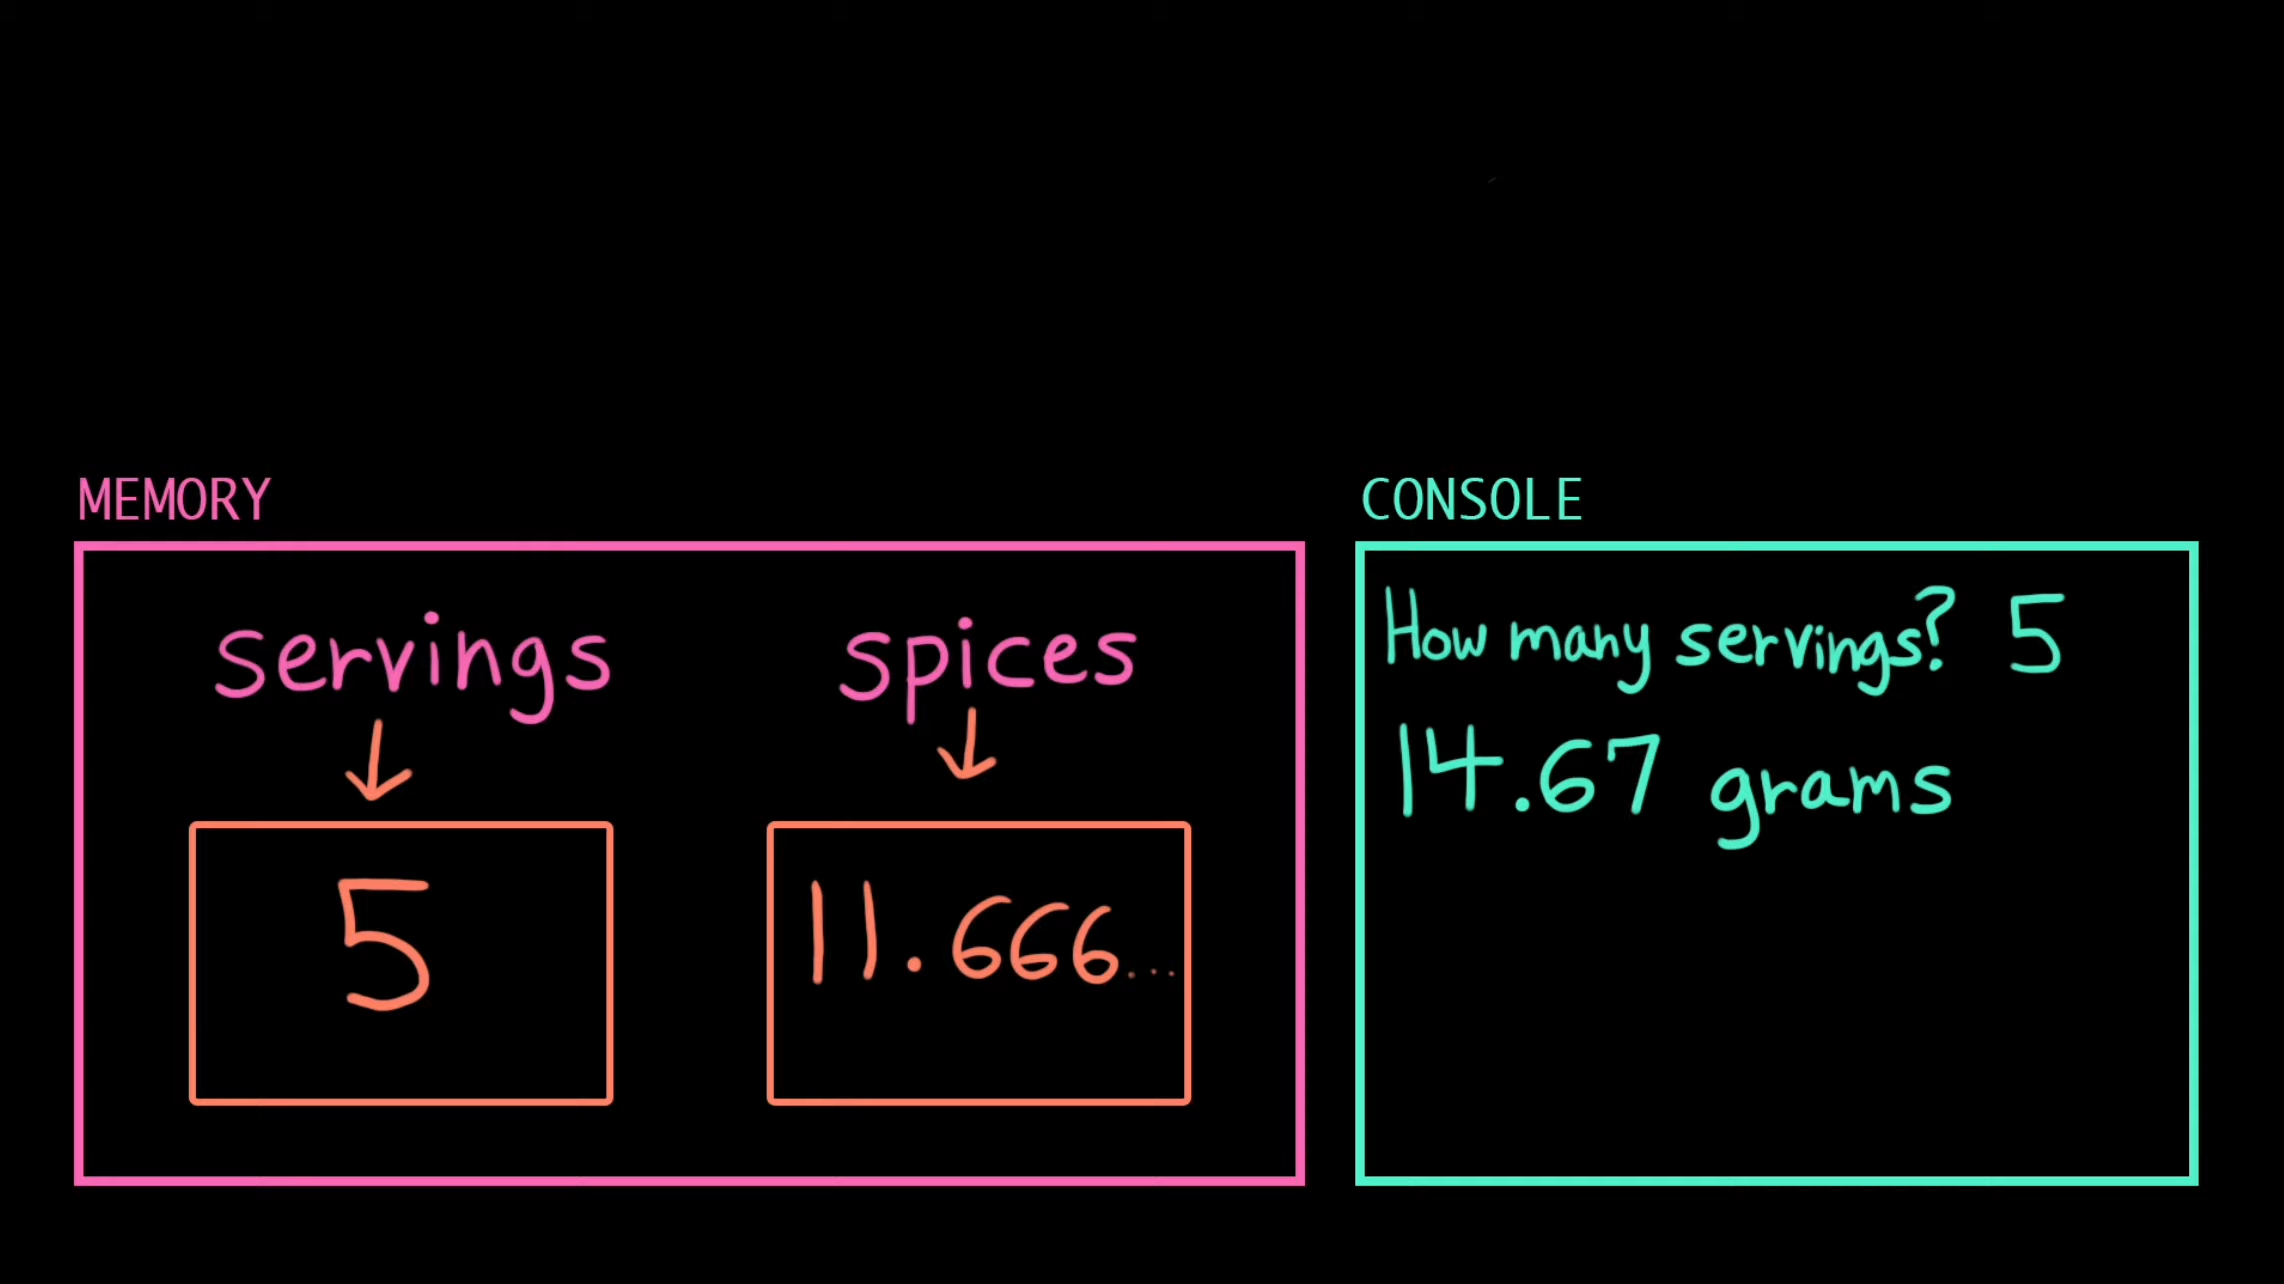 MEMORY
servings
spices
5
11.666...
CONSOLE
How many servings? 5
14.67 grams